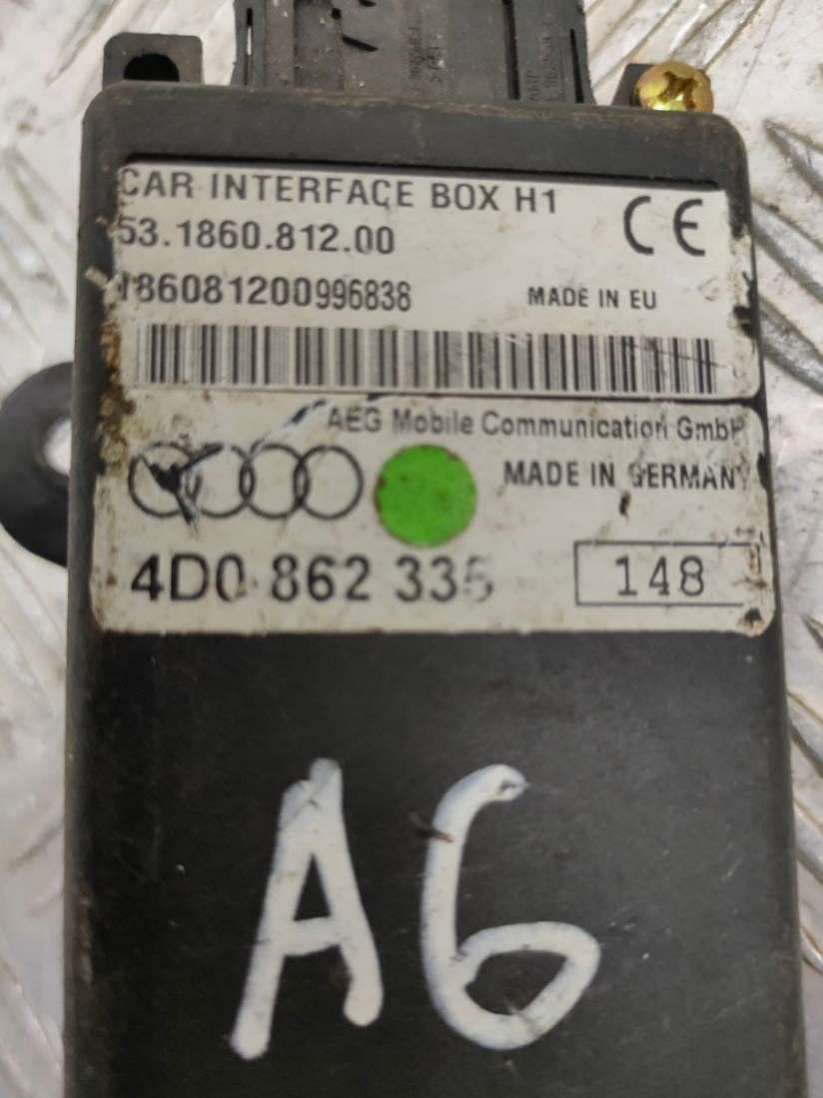 CAR INTERFACE BOX H1
CE
53.1860.812.00
186081200996838
MADE IN EU
AEG Mobile Communication GmbH
MADE IN GERMANY
4D0 862 335
148
A6